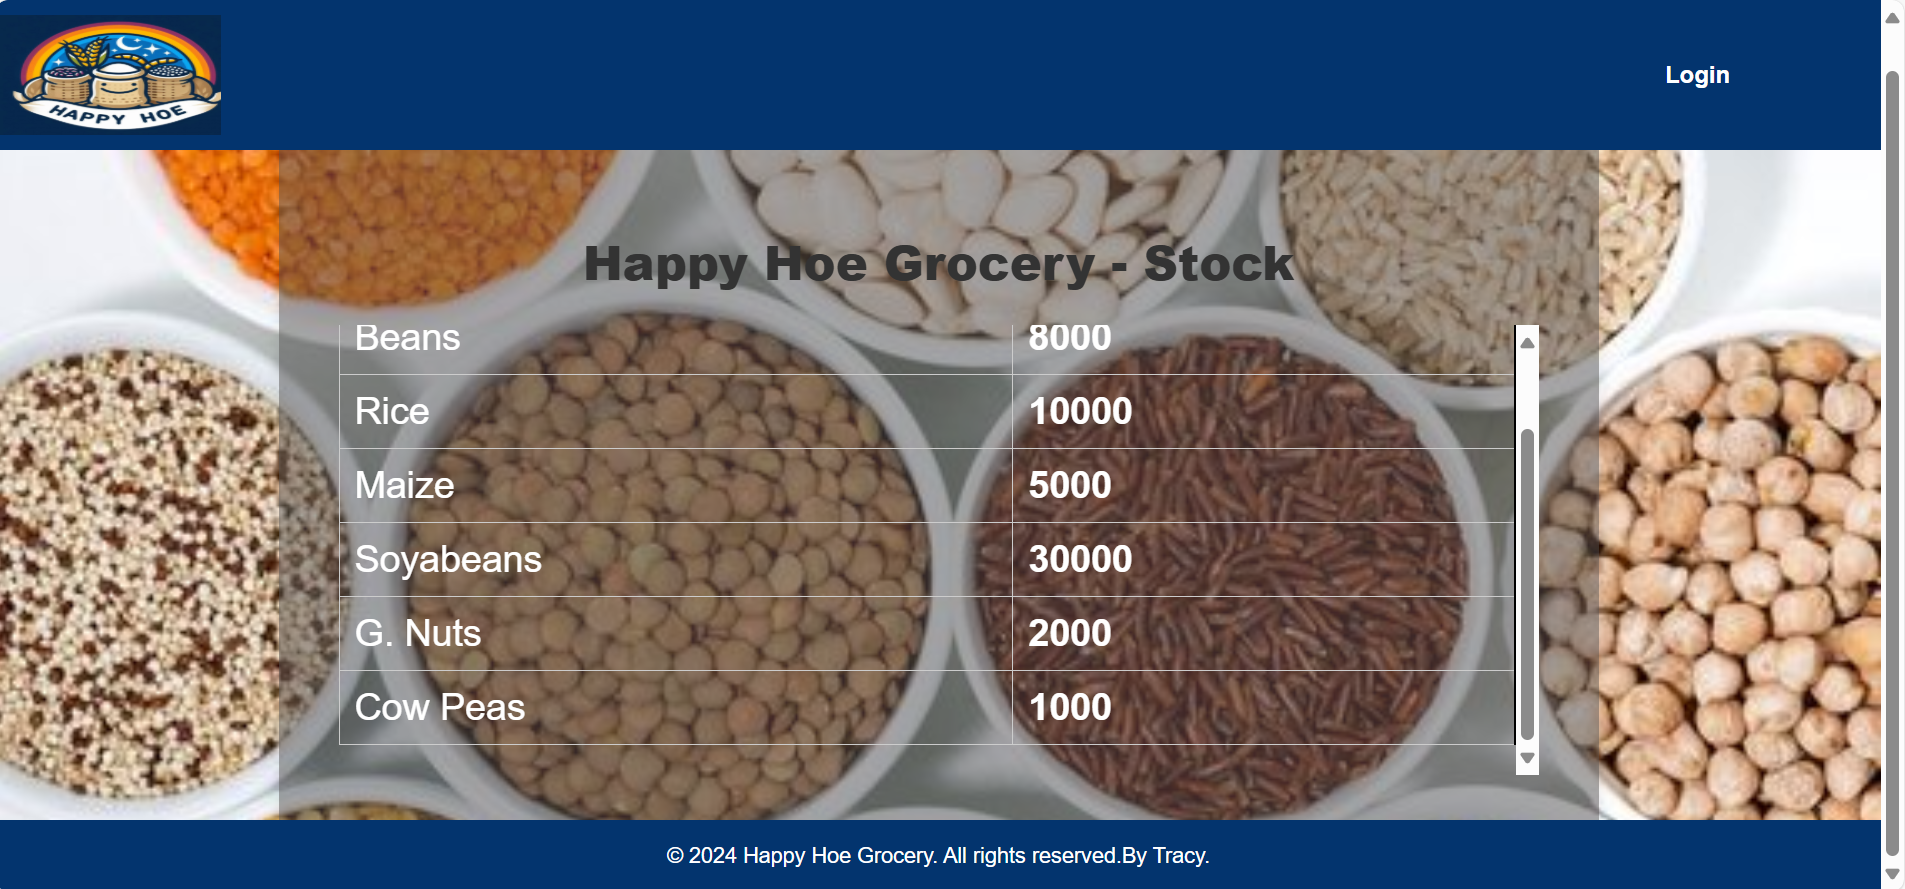 HAPPY HOE
Login
Happy Hoe Grocery - Stock
Beans 8000
Rice 10000
Maize 5000
Soyabeans 30000
G. Nuts 2000
Cow Peas 1000
© 2024 Happy Hoe Grocery. All rights reserved.By Tracy.